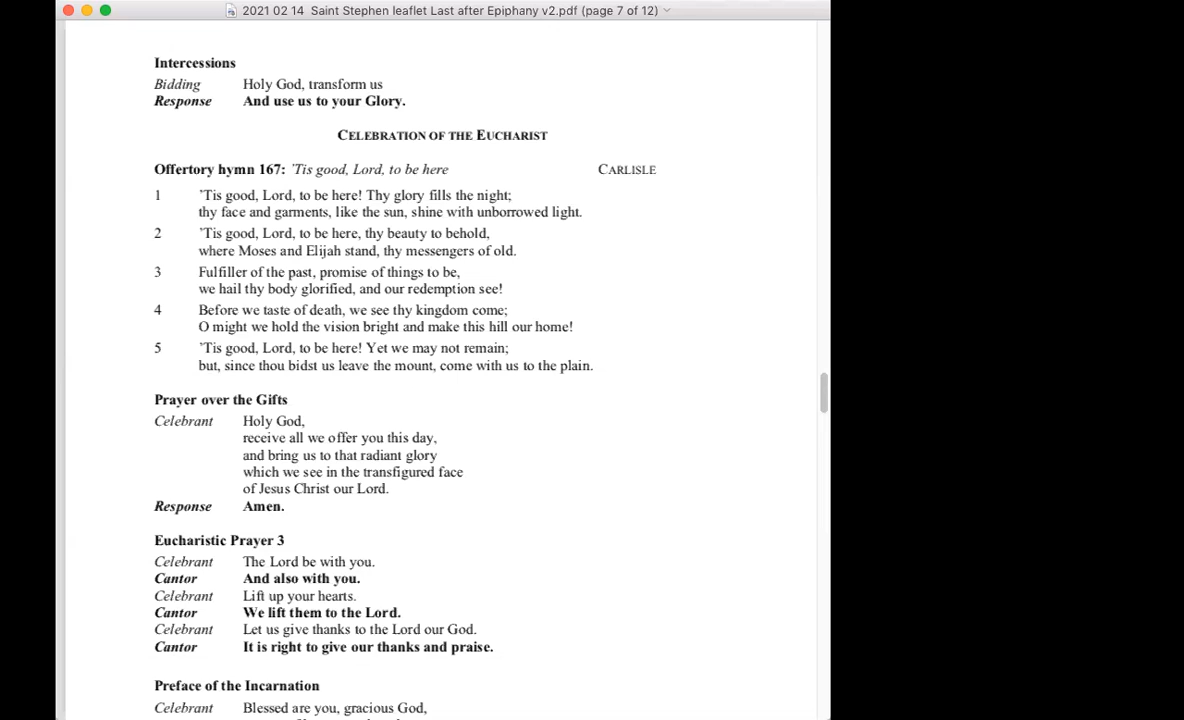 2021 02 14  Saint Stephen leaflet Last after Epiphany v2.pdf (page 7 of 12)
Intercessions
Bidding Holy God, transform us
Response And use us to your Glory.
CELEBRATION OF THE EUCHARIST
Offertory hymn 167: ’Tis good, Lord, to be here CARLISLE
1 ’Tis good, Lord, to be here! Thy glory fills the night;
thy face and garments, like the sun, shine with unborrowed light.
2 ’Tis good, Lord, to be here, thy beauty to behold,
where Moses and Elijah stand, thy messengers of old.
3 Fulfiller of the past, promise of things to be,
we hail thy body glorified, and our redemption see!
4 Before we taste of death, we see thy kingdom come;
O might we hold the vision bright and make this hill our home!
5 ’Tis good, Lord, to be here! Yet we may not remain;
but, since thou bidst us leave the mount, come with us to the plain.
Prayer over the Gifts
Celebrant Holy God,
receive all we offer you this day,
and bring us to that radiant glory
which we see in the transfigured face
of Jesus Christ our Lord.
Response Amen.
Eucharistic Prayer 3
Celebrant The Lord be with you.
Cantor And also with you.
Celebrant Lift up your hearts.
Cantor We lift them to the Lord.
Celebrant Let us give thanks to the Lord our God.
Cantor It is right to give our thanks and praise.
Preface of the Incarnation
Celebrant Blessed are you, gracious God,